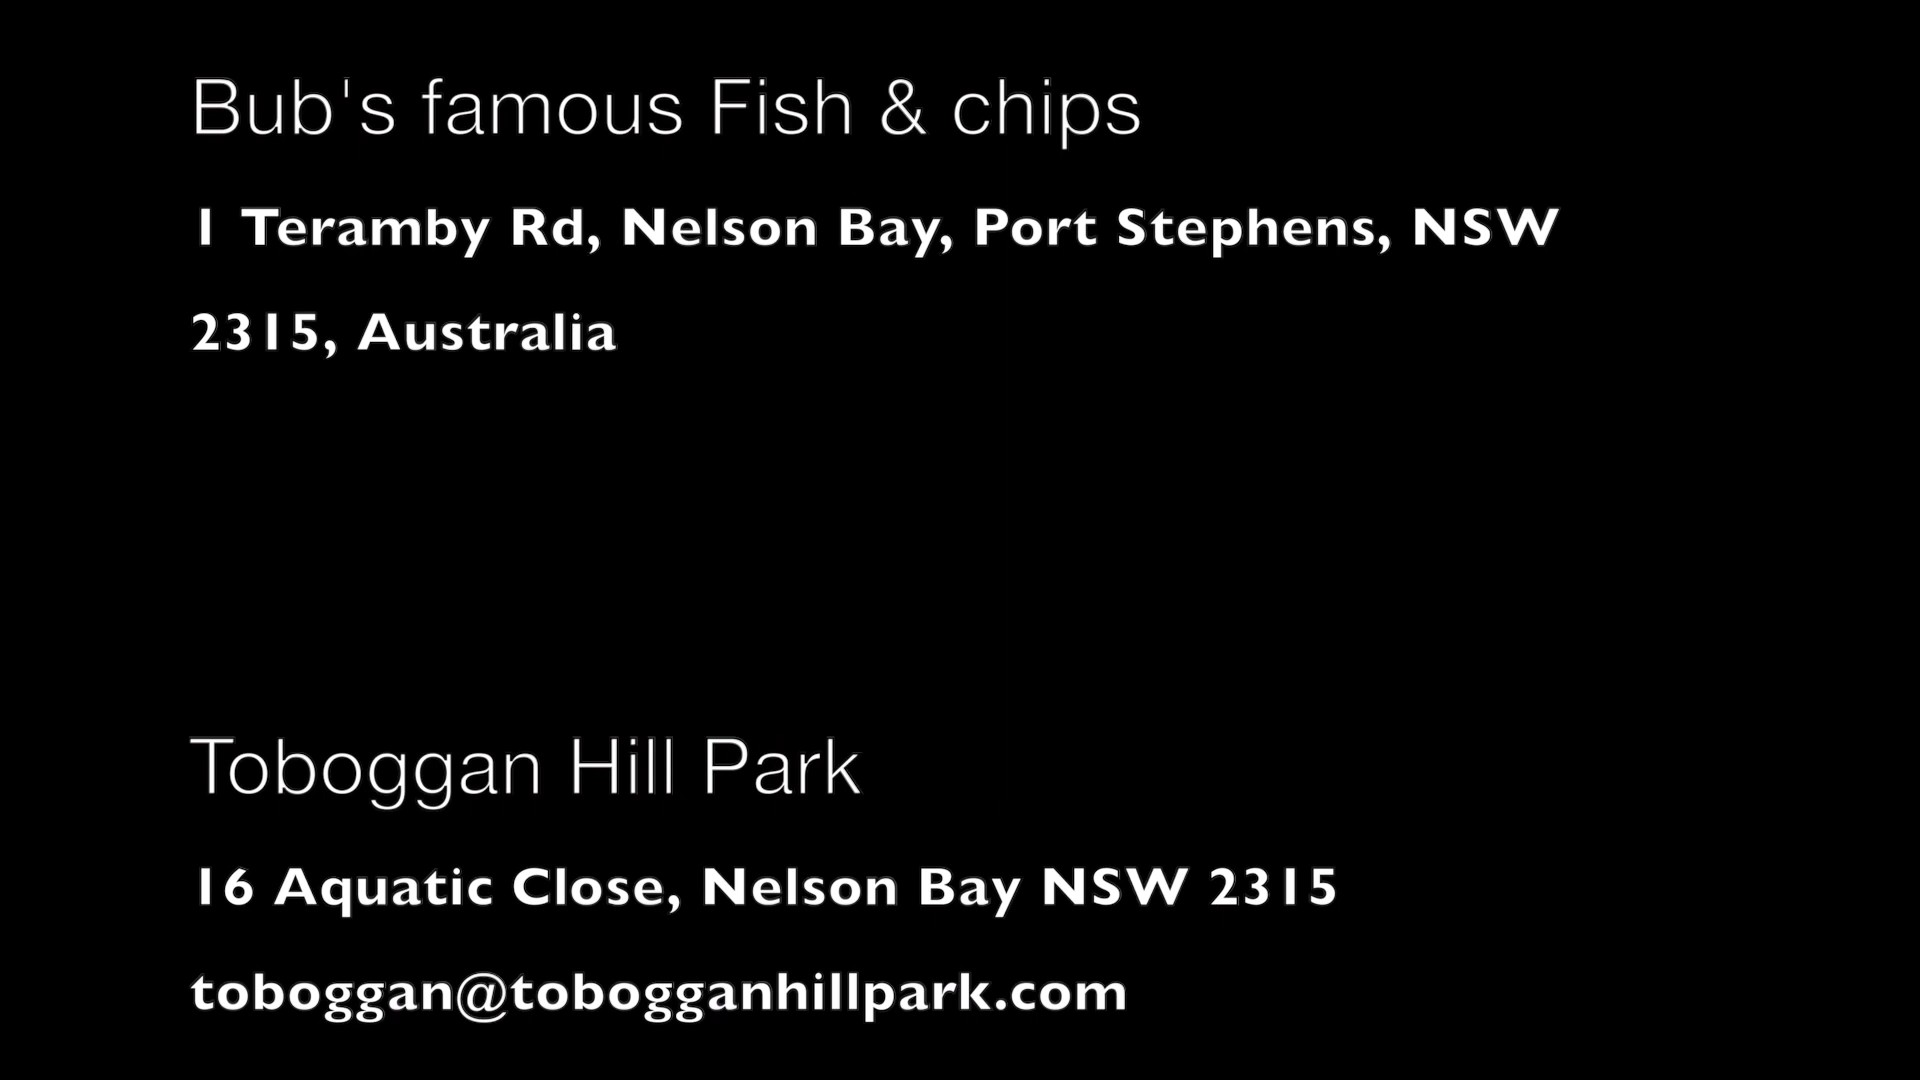 Bub's famous Fish & chips
1 Teramby Rd, Nelson Bay, Port Stephens, NSW
2315, Australia
Toboggan Hill Park
16 Aquatic Close, Nelson Bay NSW 2315
toboggan@tobogganhillpark.com